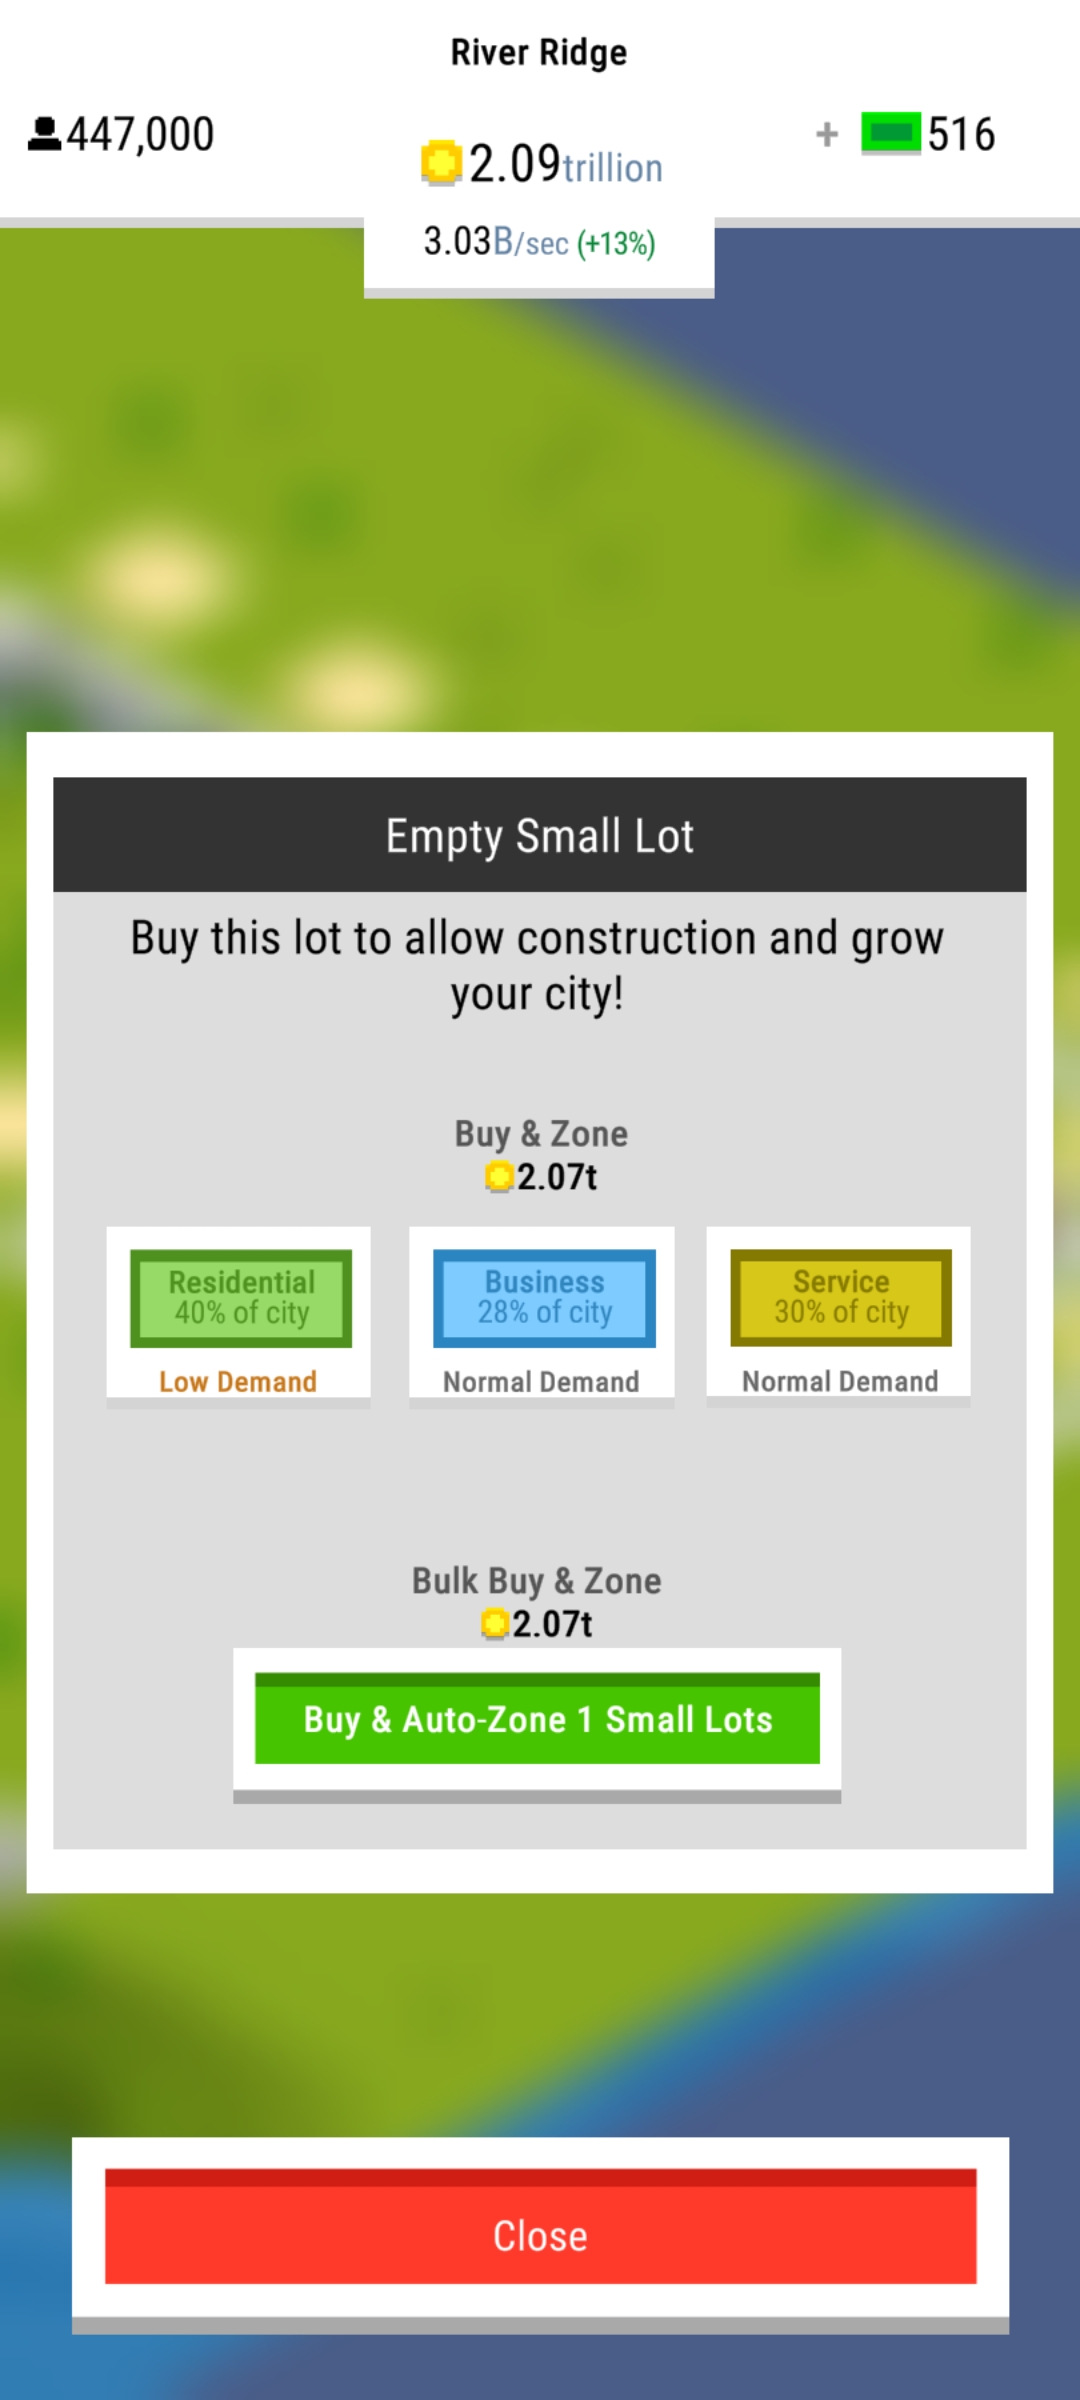 River Ridge
447,000
2.09trillion
+ 516
3.03B/sec (+13%)
Empty Small Lot
Buy this lot to allow construction and grow
your city!
Buy & Zone
2.07t
Residential
40% of city
Low Demand
Business
28% of city
Normal Demand
Service
30% of city
Normal Demand
Bulk Buy & Zone
2.07t
Buy & Auto-Zone 1 Small Lots
Close